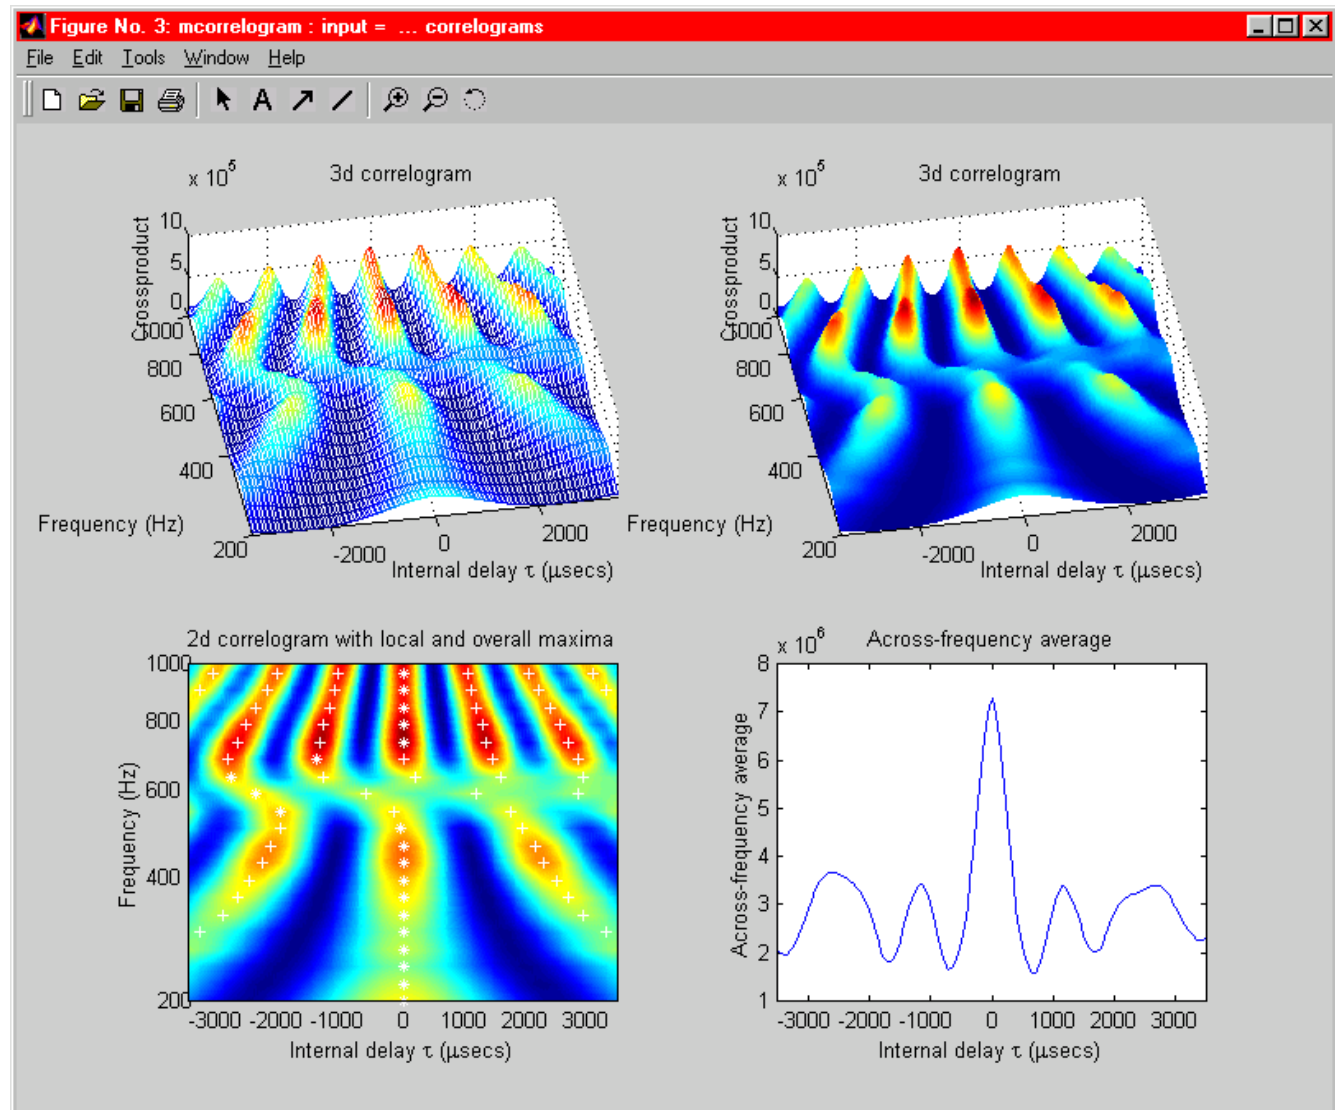 Figure No. 3: mcorrelogram : input = ... correlograms
File Edit Tools Window Help
A
x 10^5
3d correlogram
Crossproduct
10
5
0
1000
800
600
400
200
Frequency (Hz)
-2000
0
2000
Internal delay τ (μsecs)
x 10^5
3d correlogram
Crossproduct
10
5
0
1000
800
600
400
200
Frequency (Hz)
-2000
0
2000
Internal delay τ (μsecs)
2d correlogram with local and overall maxima
Frequency (Hz)
1000
800
600
400
200
-3000 -2000 -1000 0 1000 2000 3000
Internal delay τ (μsecs)
x 10^6
Across-frequency average
Across-frequency average
8
7
6
5
4
3
2
1
-3000 -2000 -1000 0 1000 2000 3000
Internal delay τ (μsecs)